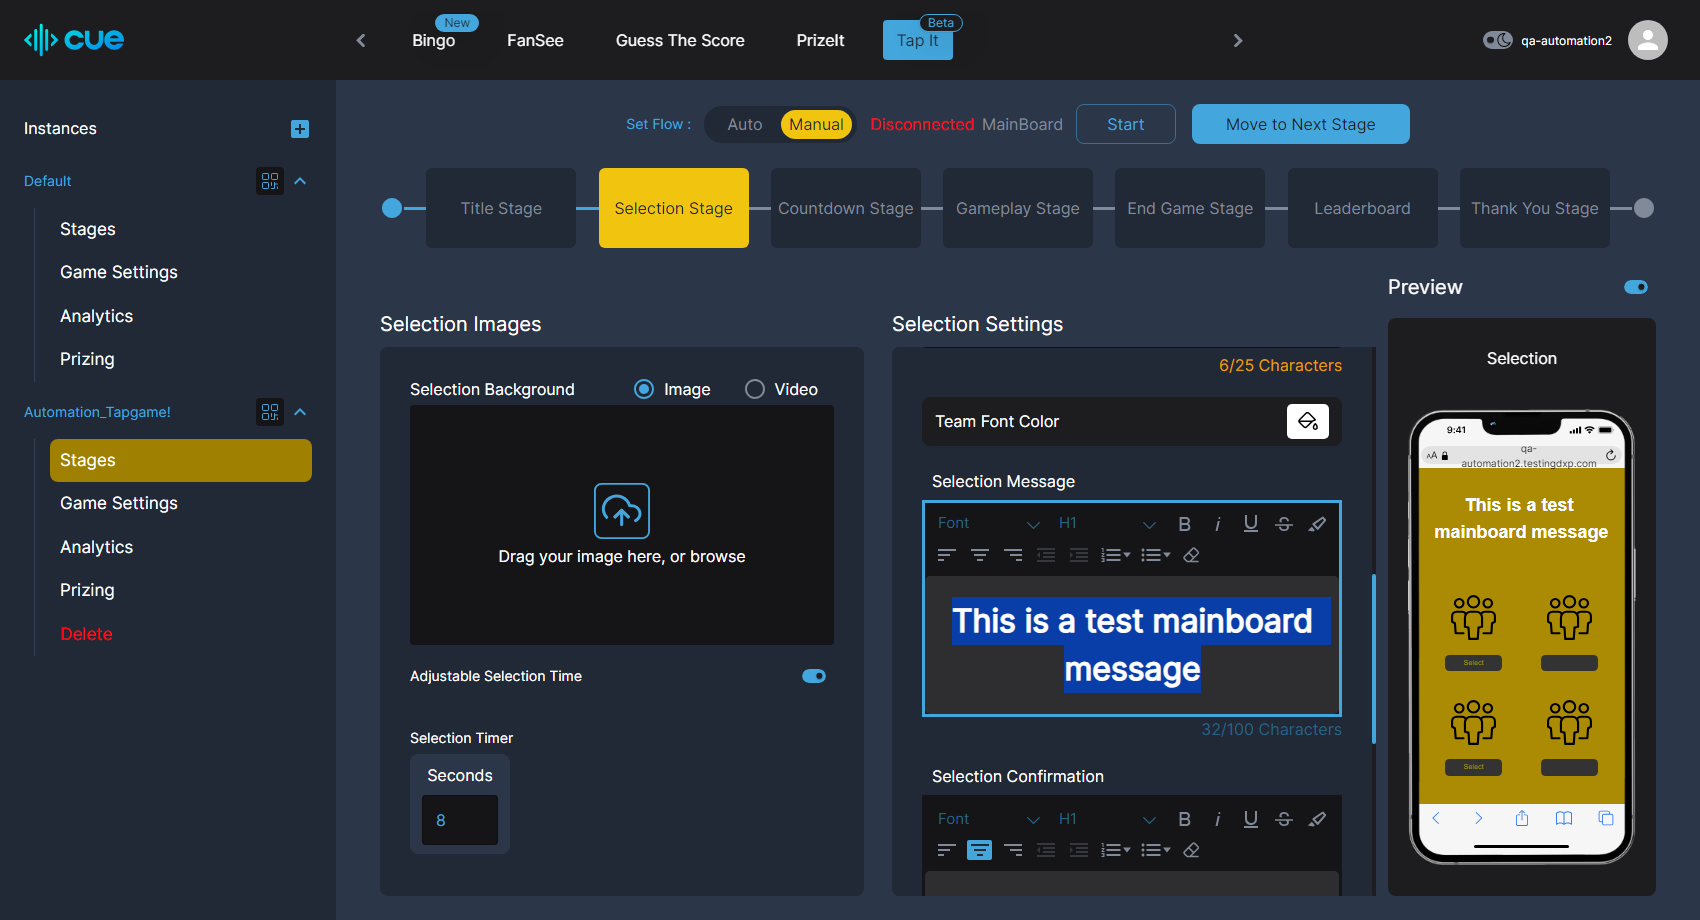 cue
Bingo
New
FanSee
Guess The Score
PrizeIt
Tap It
Beta
qa-automation2
Instances
Default
Stages
Game Settings
Analytics
Prizing
Automation_Tapgame!
Stages
Game Settings
Analytics
Prizing
Delete
Set Flow :
Auto
Manual
Disconnected MainBoard
Start
Move to Next Stage
Title Stage
Selection Stage
Countdown Stage
Gameplay Stage
End Game Stage
Leaderboard
Thank You Stage
Selection Images
Selection Background
Image
Video
Drag your image here, or browse
Adjustable Selection Time
Selection Timer
Seconds
8
Selection Settings
6/25 Characters
Team Font Color
Selection Message
Font
H1
B i U S
This is a test mainboard
message
32/100 Characters
Selection Confirmation
Font
H1
B i U S
Preview
Selection
9:41
AA
qa-
automation2.testingdxp.com
This is a test
mainboard message
Select
Select